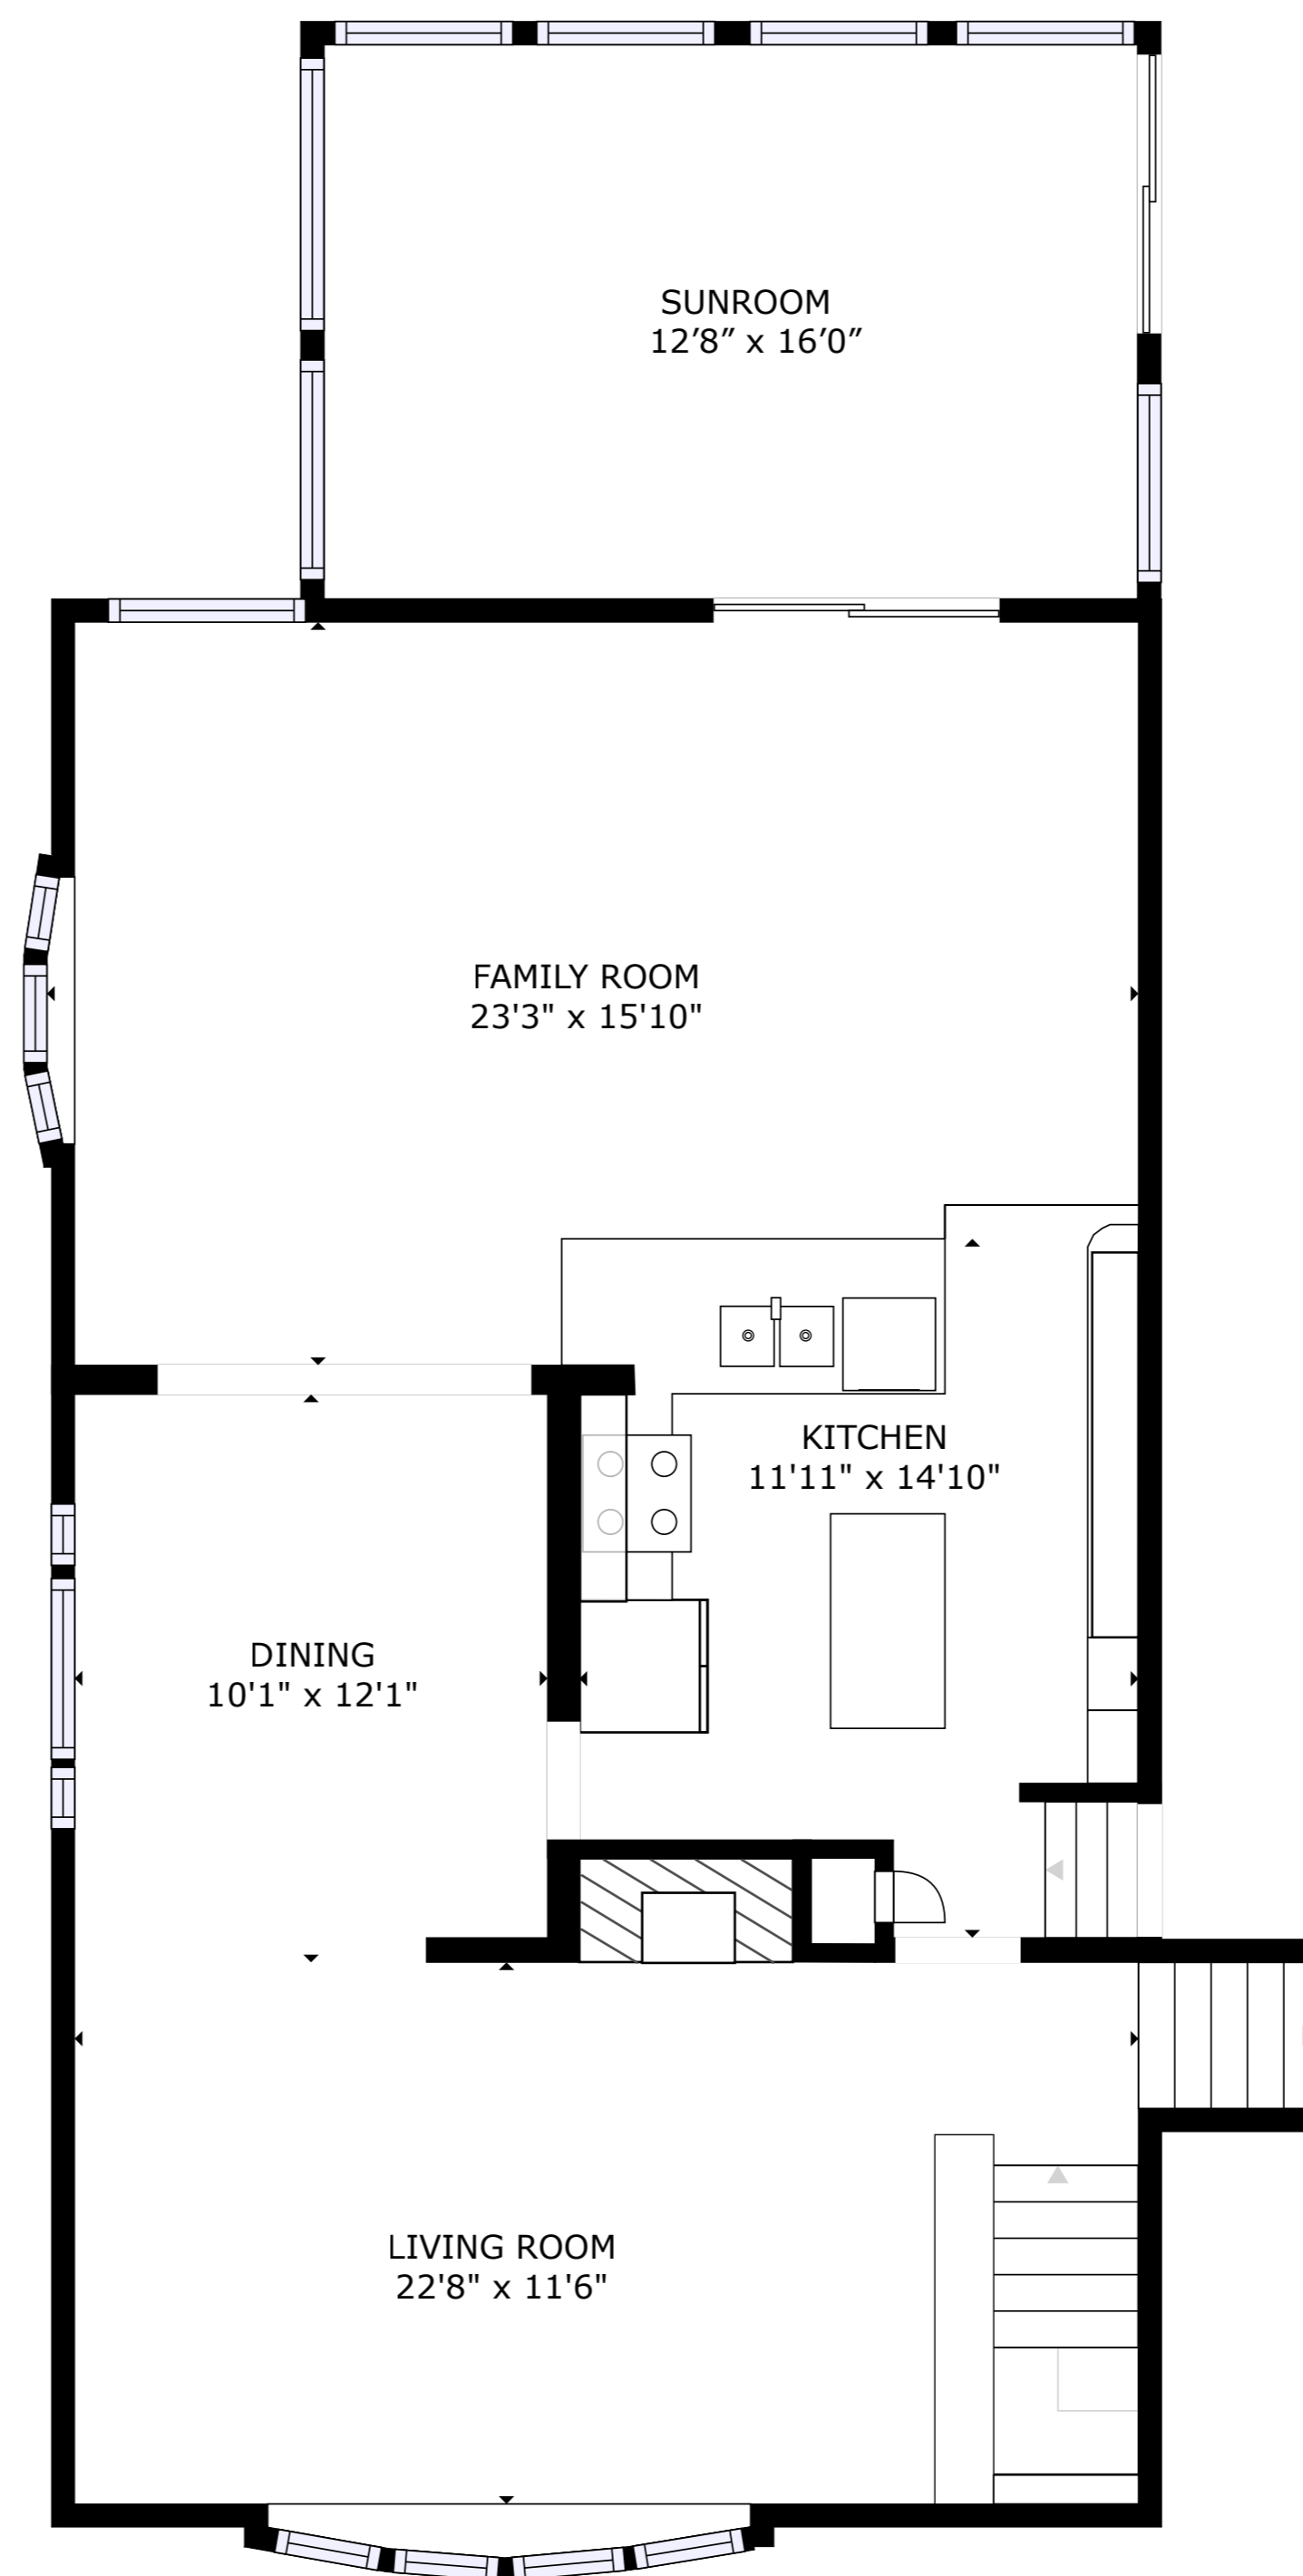 SUNROOM
12’8” x 16’0”
FAMILY ROOM
23'3" x 15'10"
KITCHEN
11'11" x 14'10"
DINING
10'1" x 12'1"
LIVING ROOM
22'8" x 11'6"